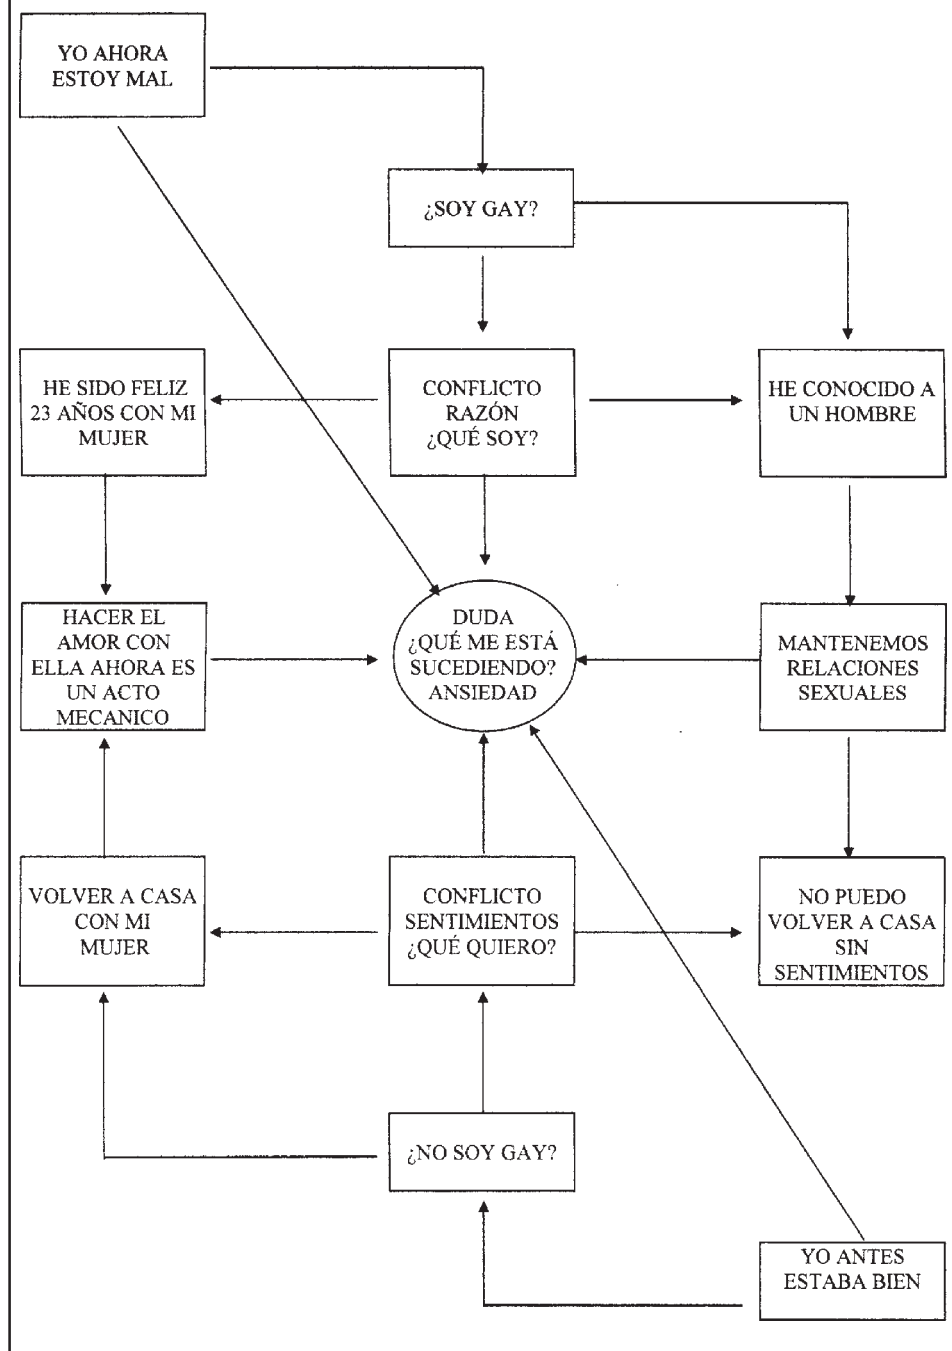 YO AHORA
ESTOY MAL
¿SOY GAY?
HE SIDO FELIZ
23 AÑOS CON MI
MUJER
CONFLICTO
RAZÓN
¿QUÉ SOY?
HE CONOCIDO A
UN HOMBRE
HACER EL
AMOR CON
ELLA AHORA ES
UN ACTO
MECANICO
DUDA
¿QUÉ ME ESTÁ
SUCEDIENDO?
ANSIEDAD
MANTENEMOS
RELACIONES
SEXUALES
VOLVER A CASA
CON MI
MUJER
CONFLICTO
SENTIMIENTOS
¿QUÉ QUIERO?
NO PUEDO
VOLVER A CASA
SIN
SENTIMIENTOS
¿NO SOY GAY?
YO ANTES
ESTABA BIEN